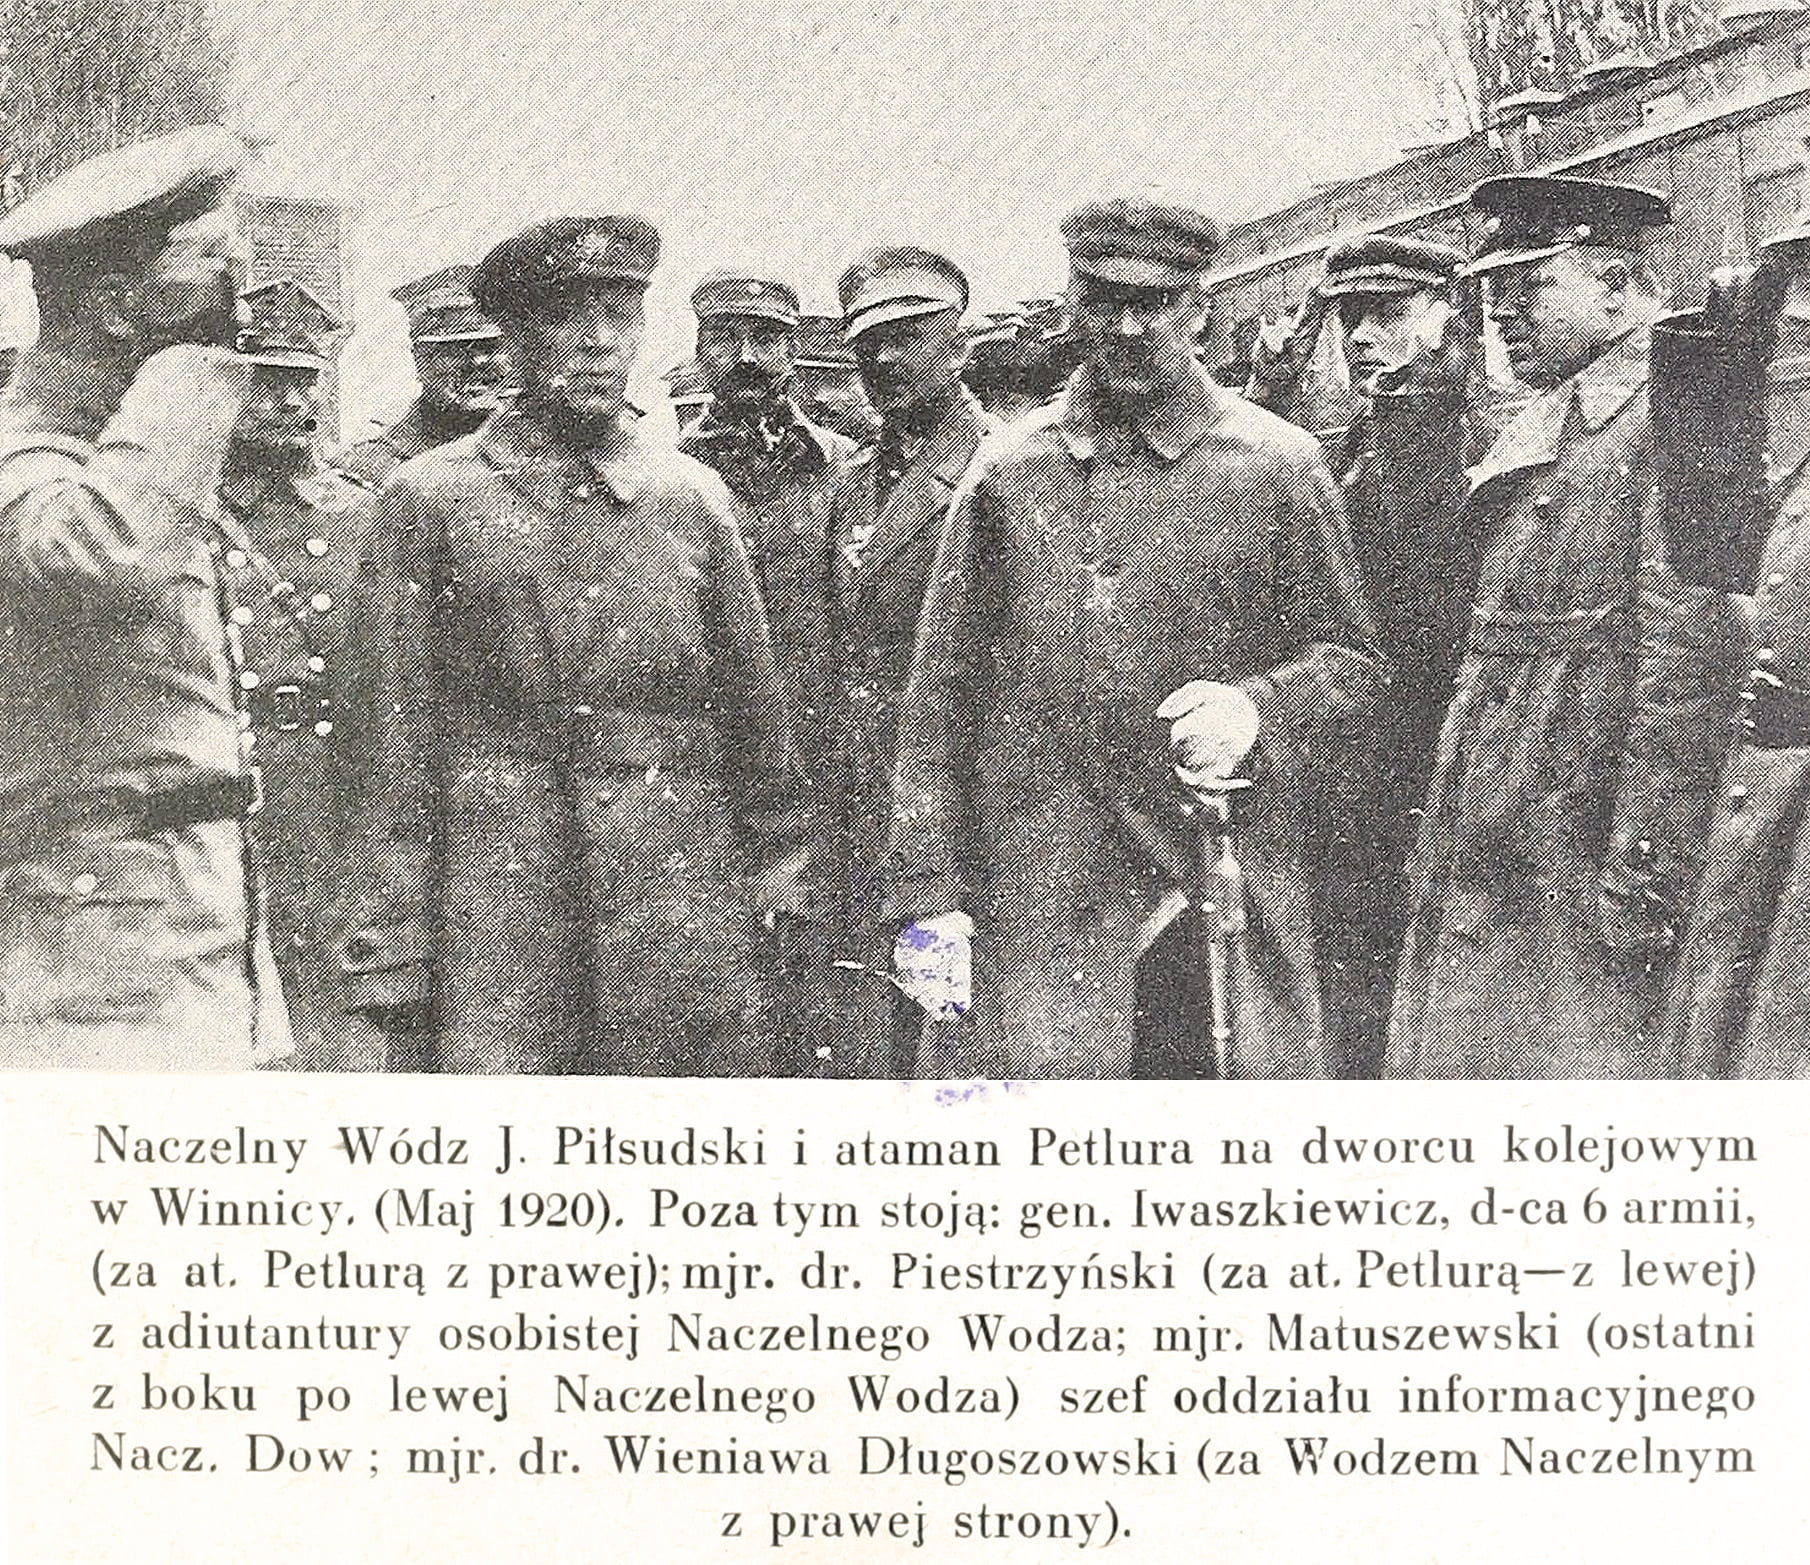 Naczelny Wódz J. Piłsudski i ataman Petlura na dworcu kolejowym
w Winnicy. (Maj 1920). Poza tym stoją: gen. Iwaszkiewicz, d-ca 6 armii,
(za at. Petlurą z prawej); mjr. dr. Piestrzyński (za at. Petlurą—z lewej)
z adiutantury osobistej Naczelnego Wodza; mjr. Matuszewski (ostatni
z boku po lewej Naczelnego Wodza) szef oddziału informacyjnego
Nacz. Dow ; mjr. dr. Wieniawa Długoszowski (za Wodzem Naczelnym
z prawej strony).